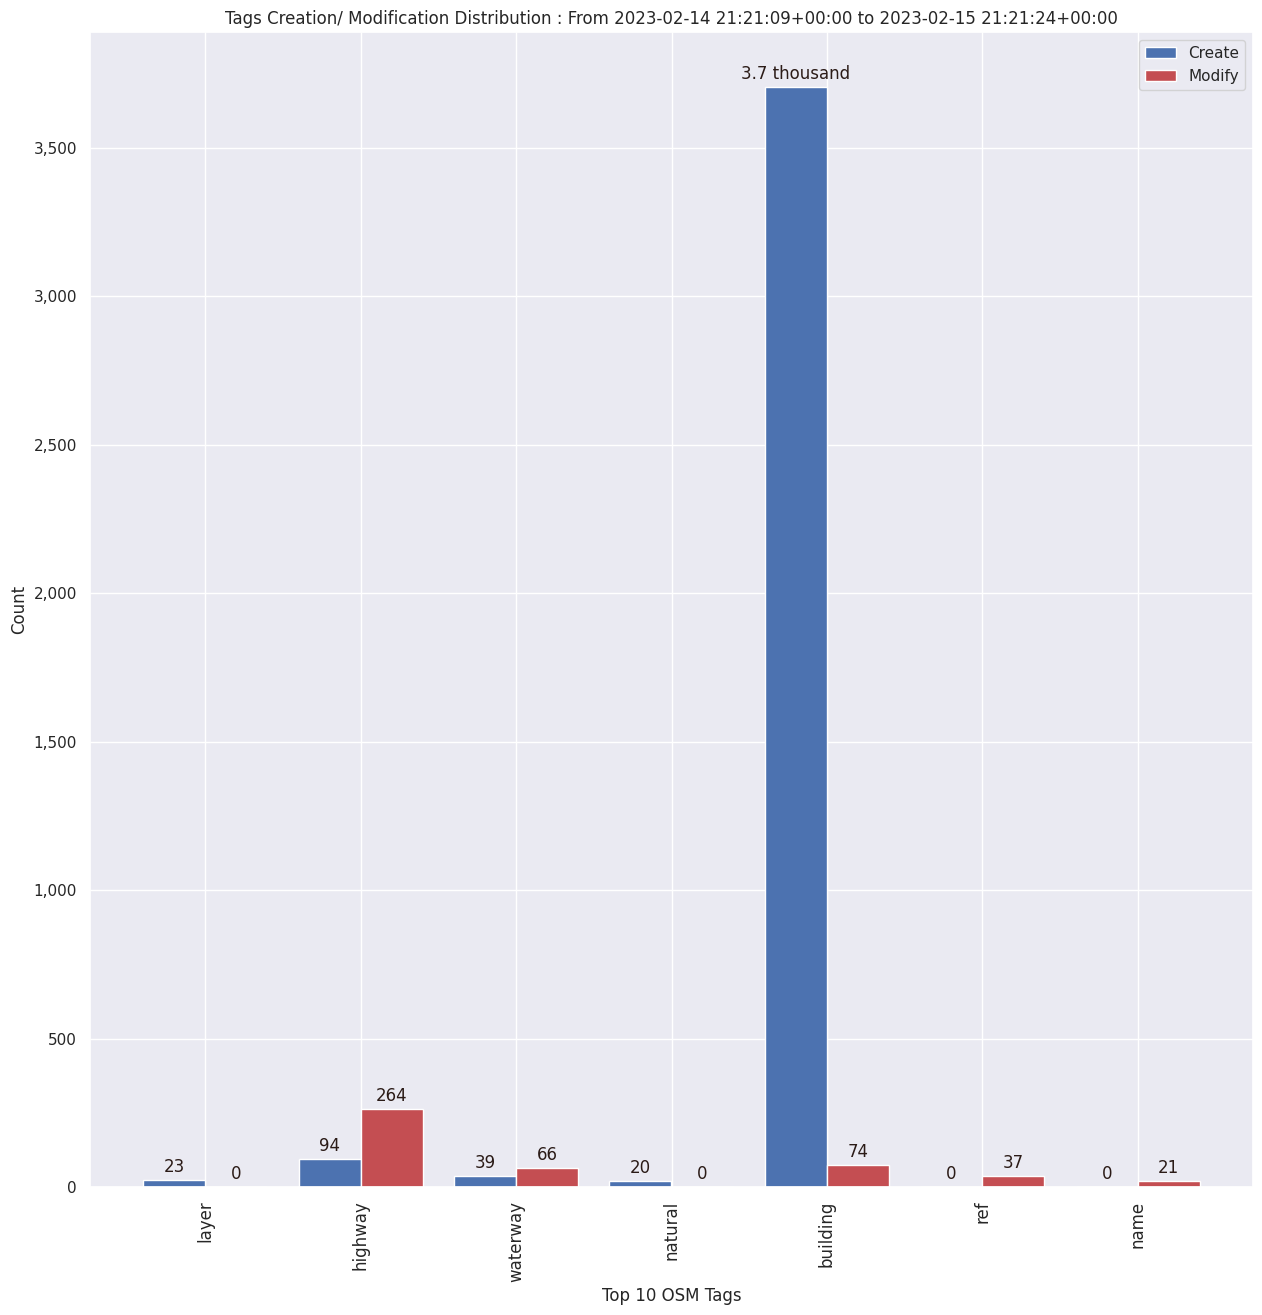 Tags Creation/ Modification Distribution : From 2023-02-14 21:21:09+00:00 to 2023-02-15 21:21:24+00:00
Create
Modify
3.7 thousand
3,500
3,000
2,500
2,000
1,500
1,000
500
0
Count
23
0
94
264
39
66
20
0
74
0
37
0
21
layer
highway
waterway
natural
building
ref
name
Top 10 OSM Tags